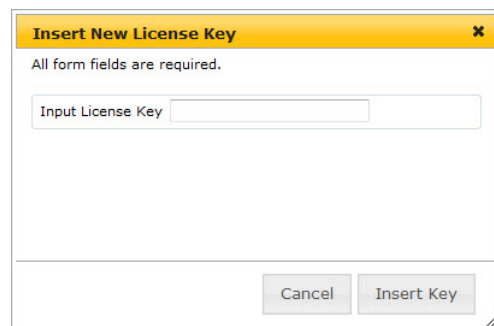 Insert New License Key
All form fields are required.
Input License Key
Cancel Insert Key